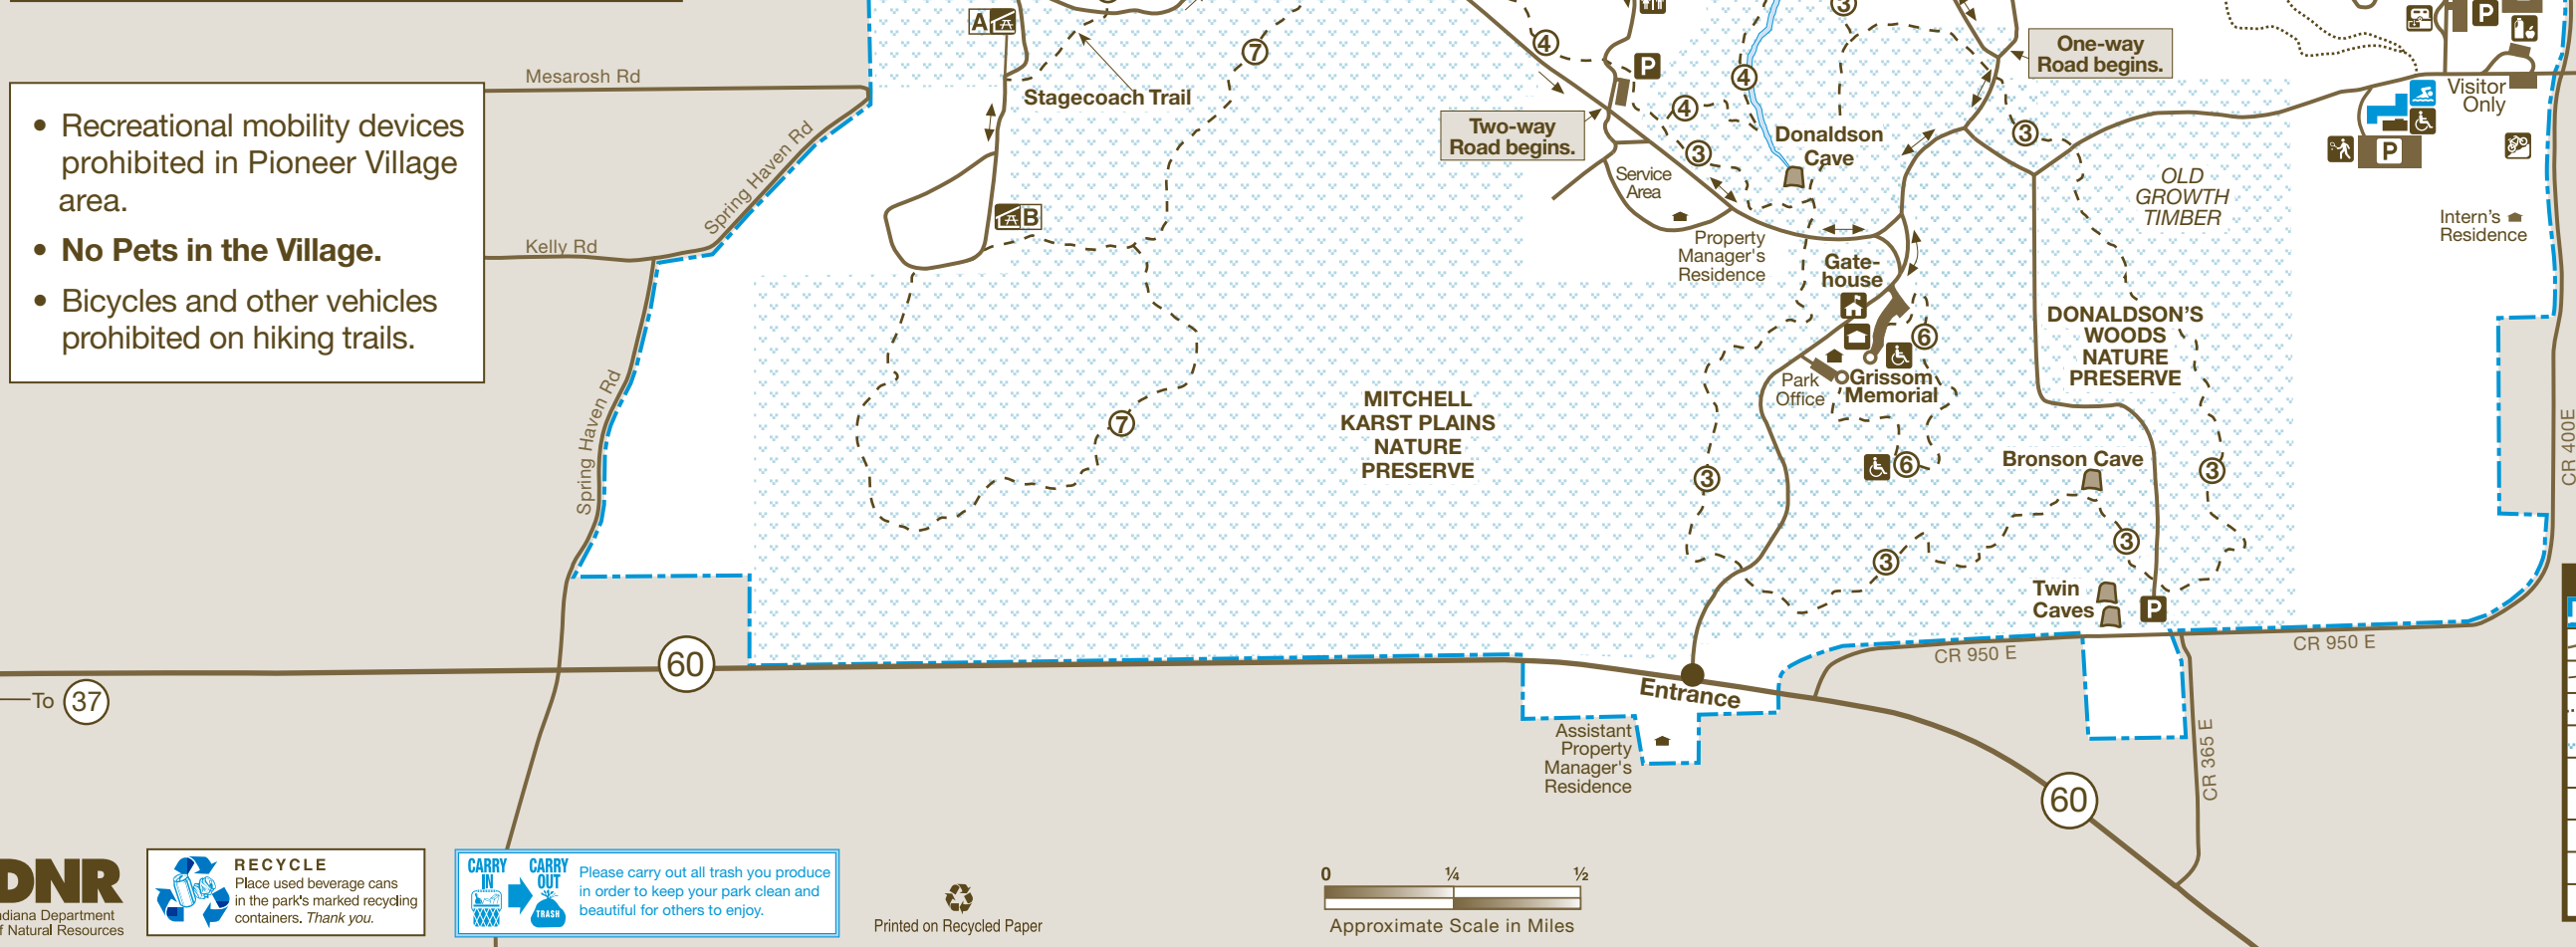 • Recreational mobility devices
prohibited in Pioneer Village
area.
• No Pets in the Village.
• Bicycles and other vehicles
prohibited on hiking trails.
Mesarosh Rd
Spring Haven Rd
Kelly Rd
Spring Haven Rd
A
Stagecoach Trail
7
B
7
MITCHELL
KARST PLAINS
NATURE
PRESERVE
4
P
4
4
3
3
Two-way
Road begins.
Donaldson
Cave
One-way
Road begins.
3
Service
Area
Property
Manager's
Residence
Gate-
house
6
Park
Office
Grissom
Memorial
6
3
3
OLD
GROWTH
TIMBER
DONALDSON'S
WOODS
NATURE
PRESERVE
Bronson Cave
3
3
Twin
Caves
P
P
Visitor
Only
P
Intern's
Residence
CR 400E
CR 950 E
CR 950 E
CR 365 E
60
To 37
Entrance
Assistant
Property
Manager's
Residence
60
DNR
ndiana Department
f Natural Resources
RECYCLE
Place used beverage cans
in the park's marked recycling
containers. Thank you.
CARRY
IN
CARRY
OUT
TRASH
Please carry out all trash you produce
in order to keep your park clean and
beautiful for others to enjoy.
Printed on Recycled Paper
0 ¼ ½
Approximate Scale in Miles